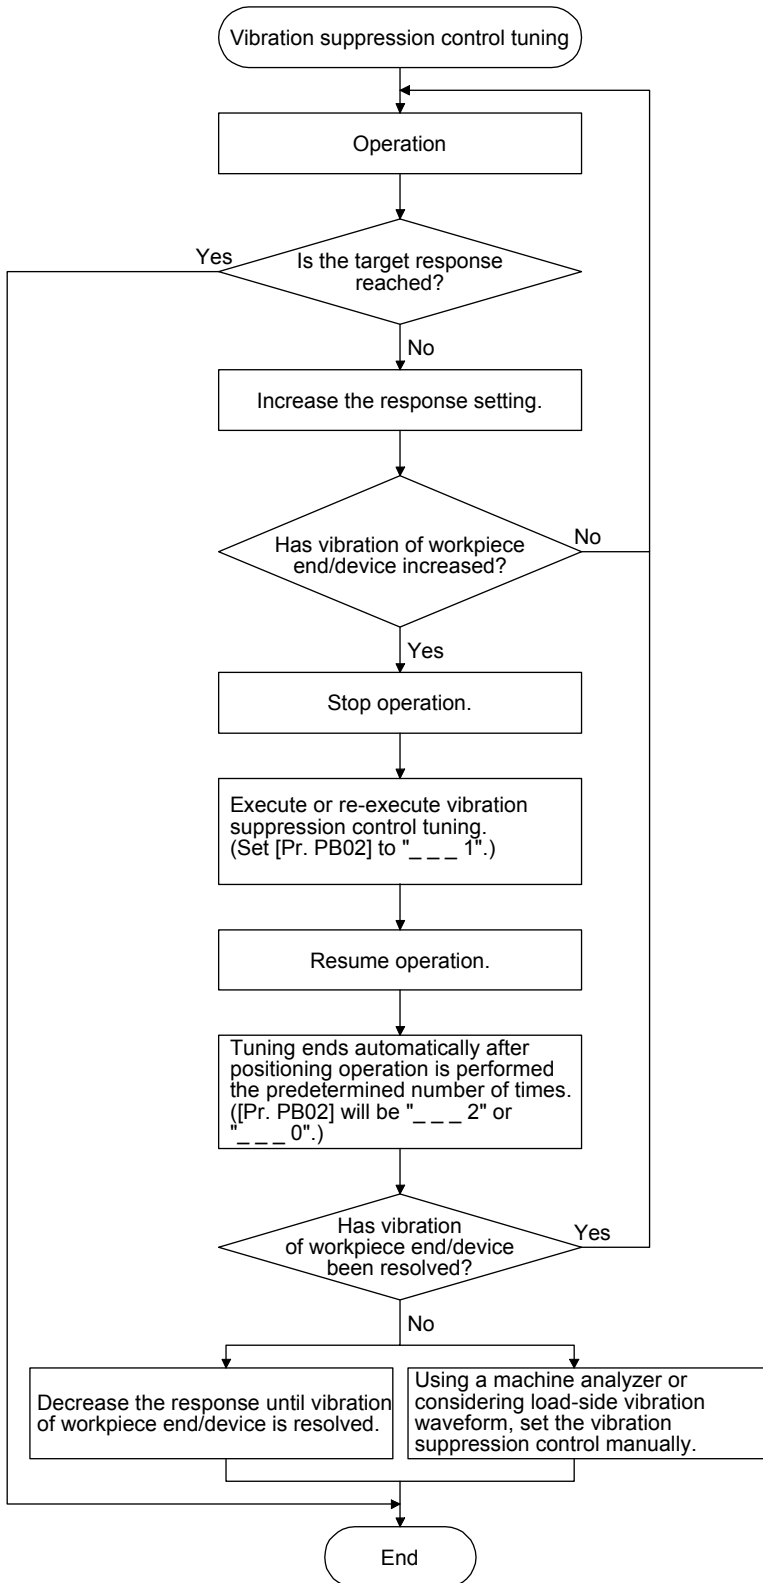 Vibration suppression control tuning
Operation
Yes
Is the target response
reached?
No
Increase the response setting.
Has vibration of workpiece
end/device increased?
No
Yes
Stop operation.
Execute or re-execute vibration
suppression control tuning.
(Set [Pr. PB02] to "_ _ _ 1".)
Resume operation.
Tuning ends automatically after
positioning operation is performed
the predetermined number of times.
([Pr. PB02] will be "_ _ _ 2" or
"_ _ _ 0".)
Has vibration
of workpiece end/device
been resolved?
Yes
No
Decrease the response until vibration
of workpiece end/device is resolved.
Using a machine analyzer or
considering load-side vibration
waveform, set the vibration
suppression control manually.
End